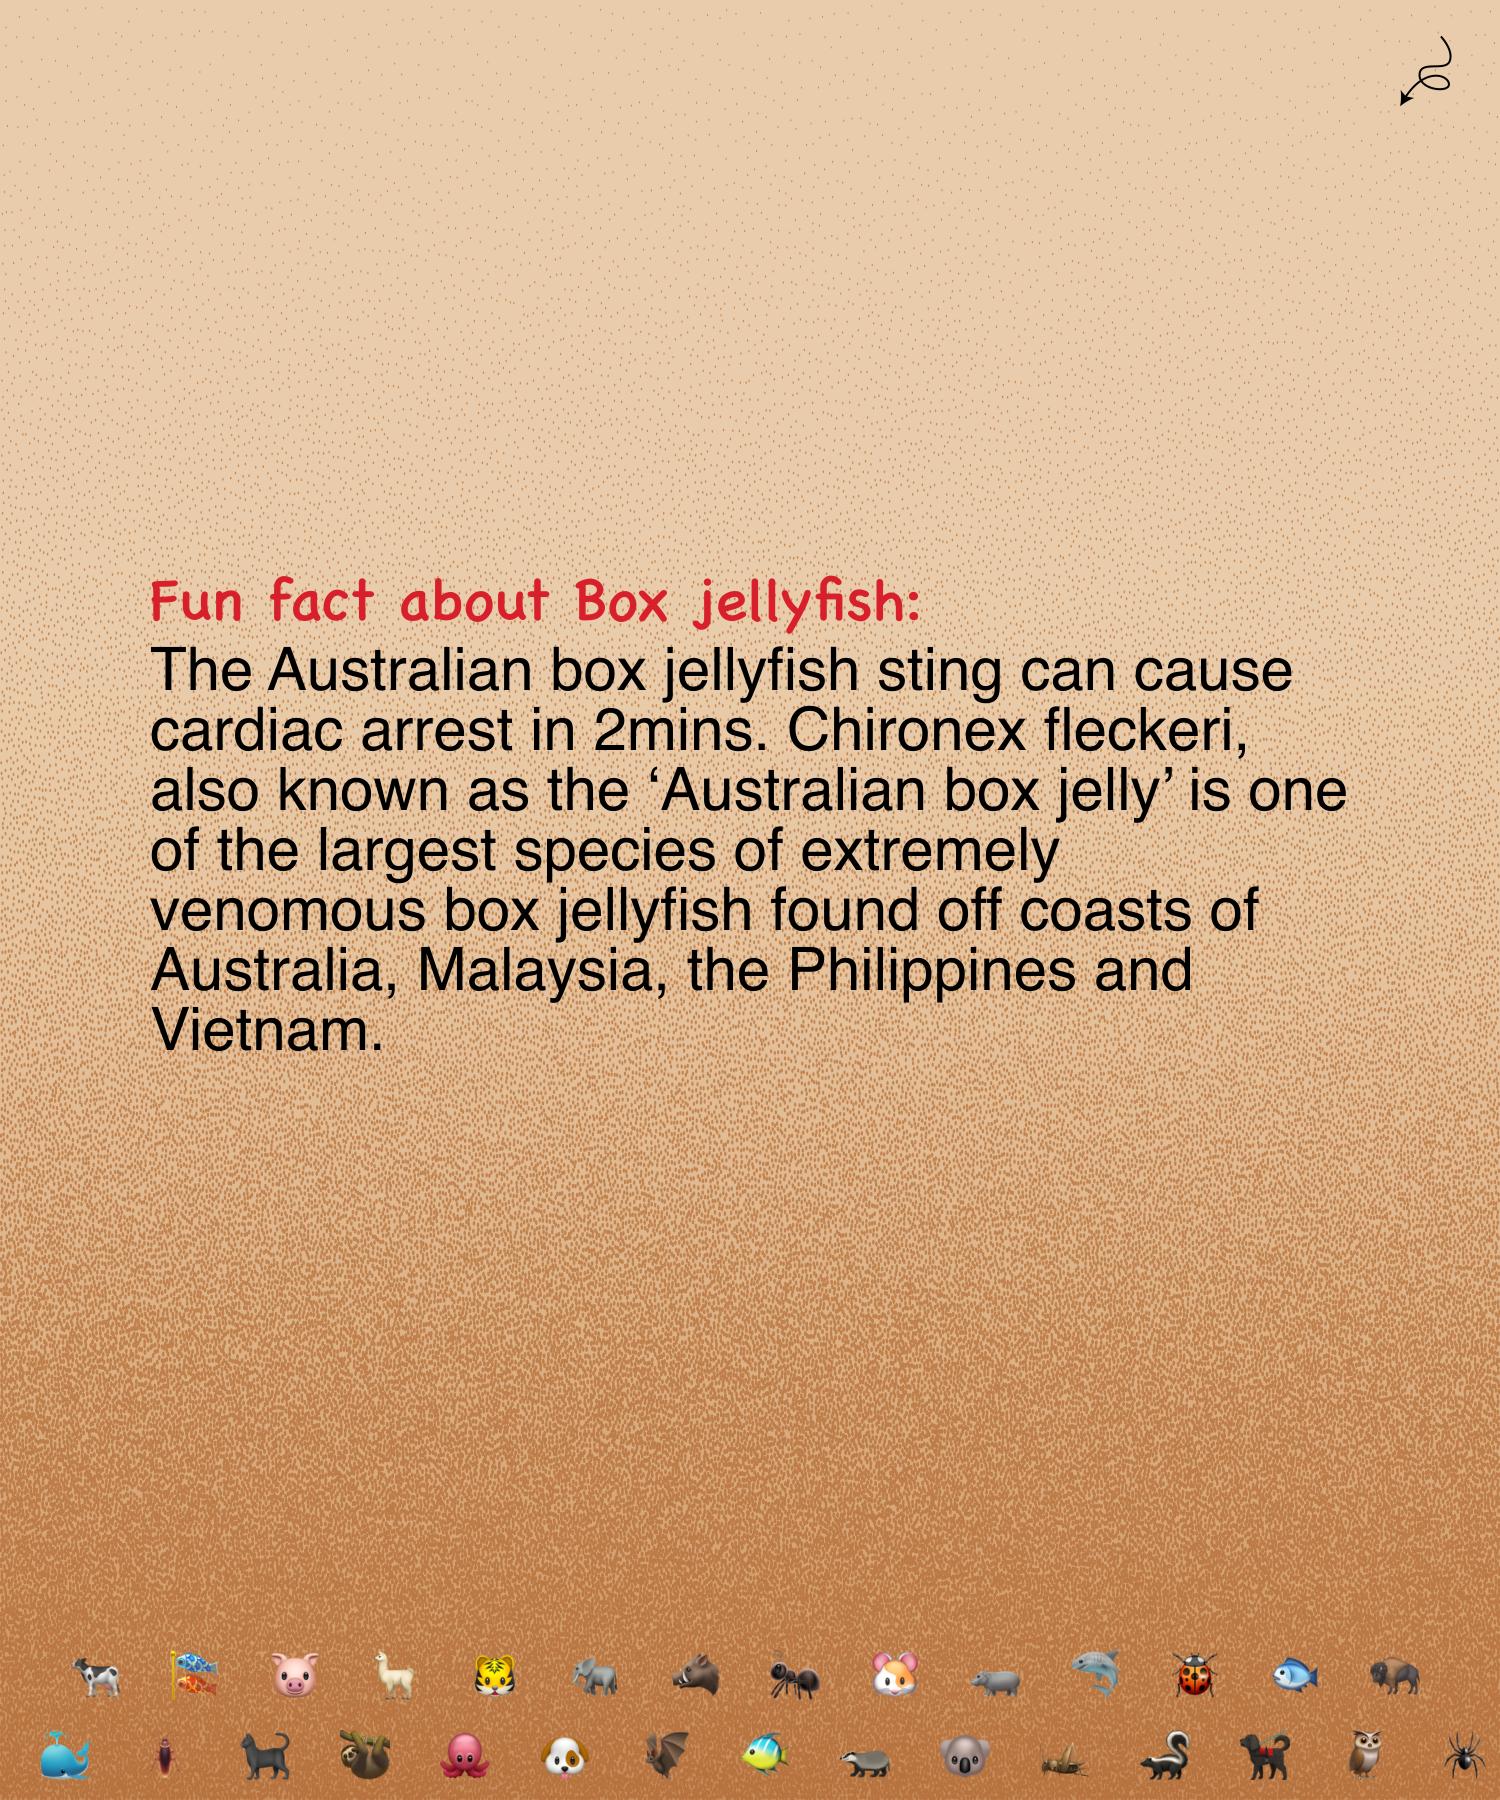 Fun fact about Box jellyfish:
The Australian box jellyfish sting can cause
cardiac arrest in 2mins. Chironex fleckeri,
also known as the ‘Australian box jelly’ is one
of the largest species of extremely
venomous box jellyfish found off coasts of
Australia, Malaysia, the Philippines and
Vietnam.